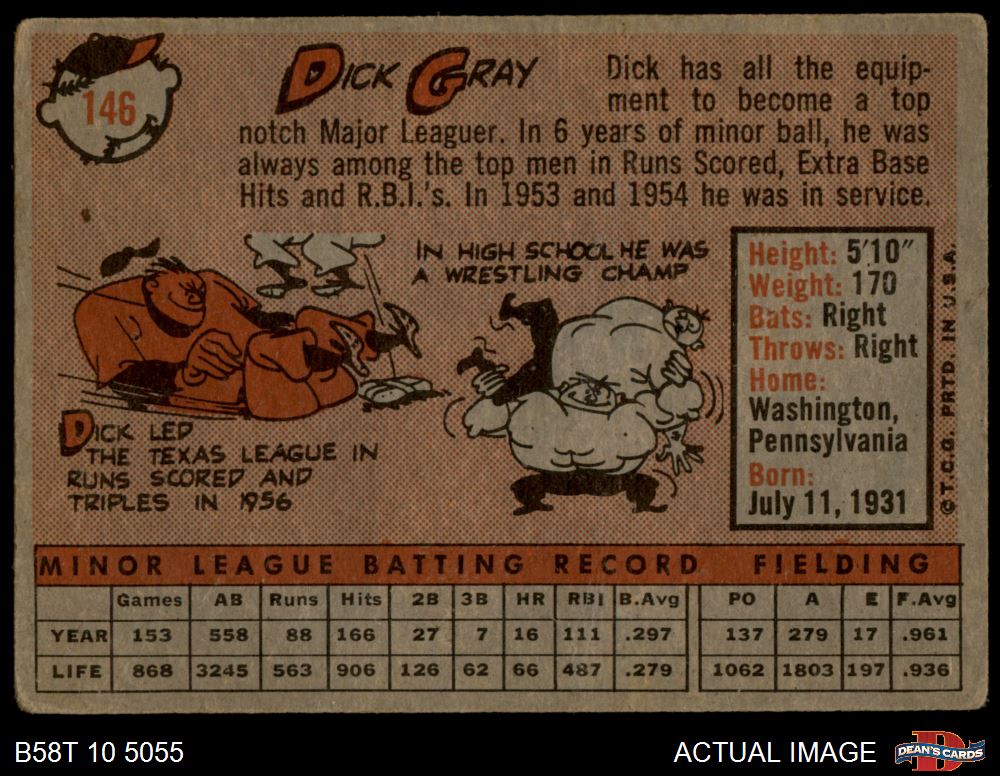 146
DICK GRAY
Dick has all the equip-
ment to become a top
notch Major Leaguer. In 6 years of minor ball, he was
always among the top men in Runs Scored, Extra Base
Hits and R.B.I.'s. In 1953 and 1954 he was in service.
IN HIGH SCHOOL HE WAS
A WRESTLING CHAMP
DICK LED
THE TEXAS LEAGUE IN
RUNS SCORED AND
TRIPLES IN 1956
Height: 5'10"
Weight: 170
Bats: Right
Throws: Right
Home:
Washington,
Pennsylvania
Born:
July 11, 1931
©T.C.G. PRTD. IN U.S.A.
MINOR LEAGUE BATTING RECORD FIELDING
Games AB Runs Hits 2B 3B HR RBI B.Avg PO A E F.Avg
YEAR 153 558 88 166 27 7 16 111 .297 137 279 17 .961
LIFE 868 3245 563 906 126 62 66 487 .279 1062 1803 197 .936
B58T 10 5055
ACTUAL IMAGE
DEAN'S CARDS